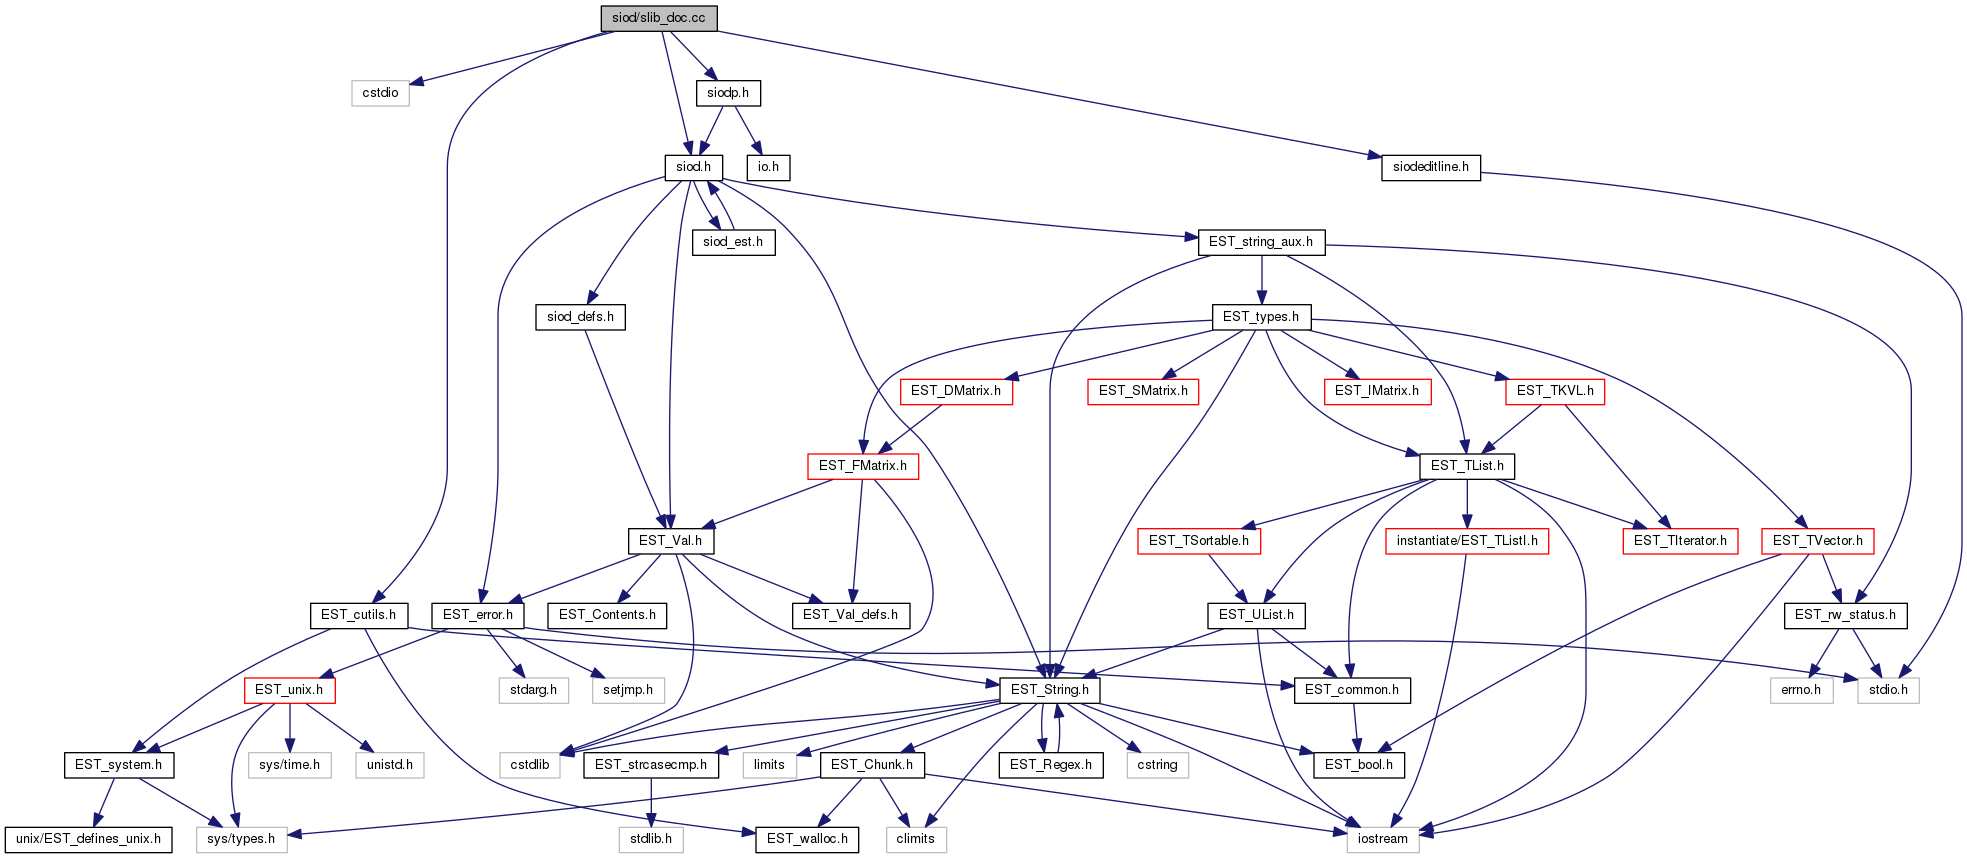 siod/slib_doc.cc
cstdio
siodp.h
siod.h
io.h
siodeditline.h
siod_est.h
EST_string_aux.h
siod_defs.h
EST_types.h
EST_DMatrix.h
EST_SMatrix.h
EST_IMatrix.h
EST_TKVL.h
EST_FMatrix.h
EST_TList.h
EST_Val.h
EST_TSortable.h
instantiate/EST_TListI.h
EST_TIterator.h
EST_TVector.h
EST_cutils.h
EST_error.h
EST_Contents.h
EST_Val_defs.h
EST_UList.h
EST_rw_status.h
EST_unix.h
stdarg.h
setjmp.h
EST_String.h
EST_common.h
errno.h
stdio.h
EST_system.h
sys/time.h
unistd.h
cstdlib
EST_strcasecmp.h
limits
EST_Chunk.h
EST_Regex.h
cstring
EST_bool.h
unix/EST_defines_unix.h
sys/types.h
stdlib.h
EST_walloc.h
climits
iostream